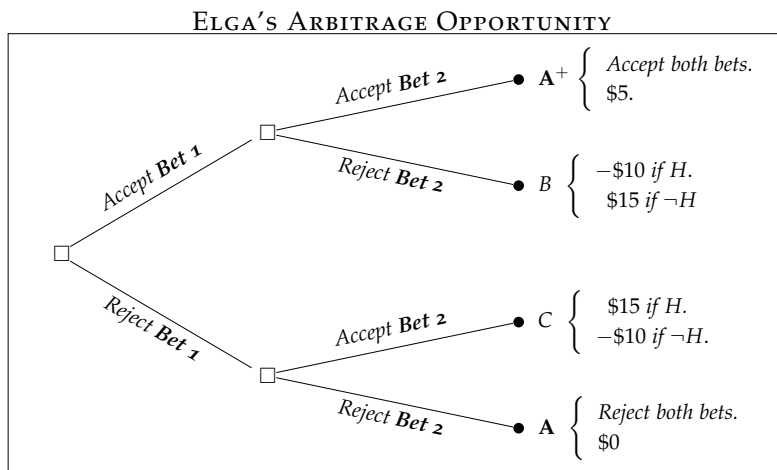 ELGA'S ARBITRAGE OPPORTUNITY
Accept Bet 1
Reject Bet 1
Accept Bet 2
Reject Bet 2
A⁺
Accept both bets.
$5.
B
−$10 if H.
$15 if ¬H
Accept Bet 2
Reject Bet 2
C
$15 if H.
−$10 if ¬H.
A
Reject both bets.
$0